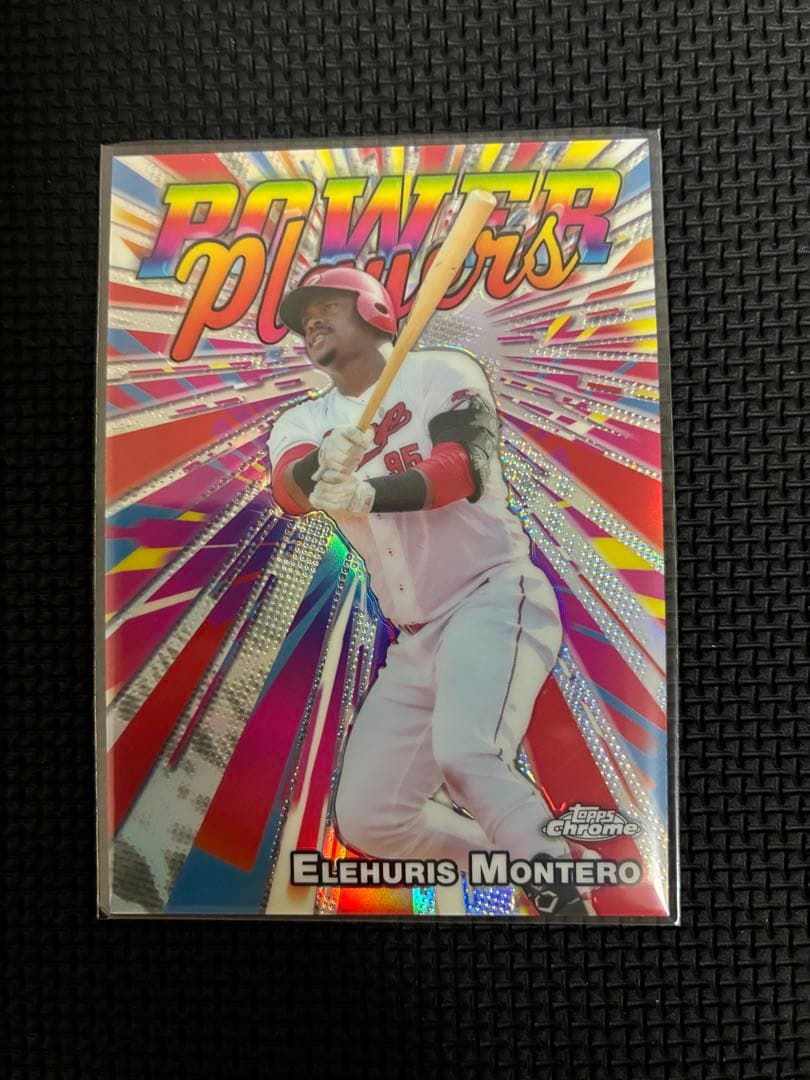 POWER
Players
95
Topps
Chrome
ELEHURIS MONTERO